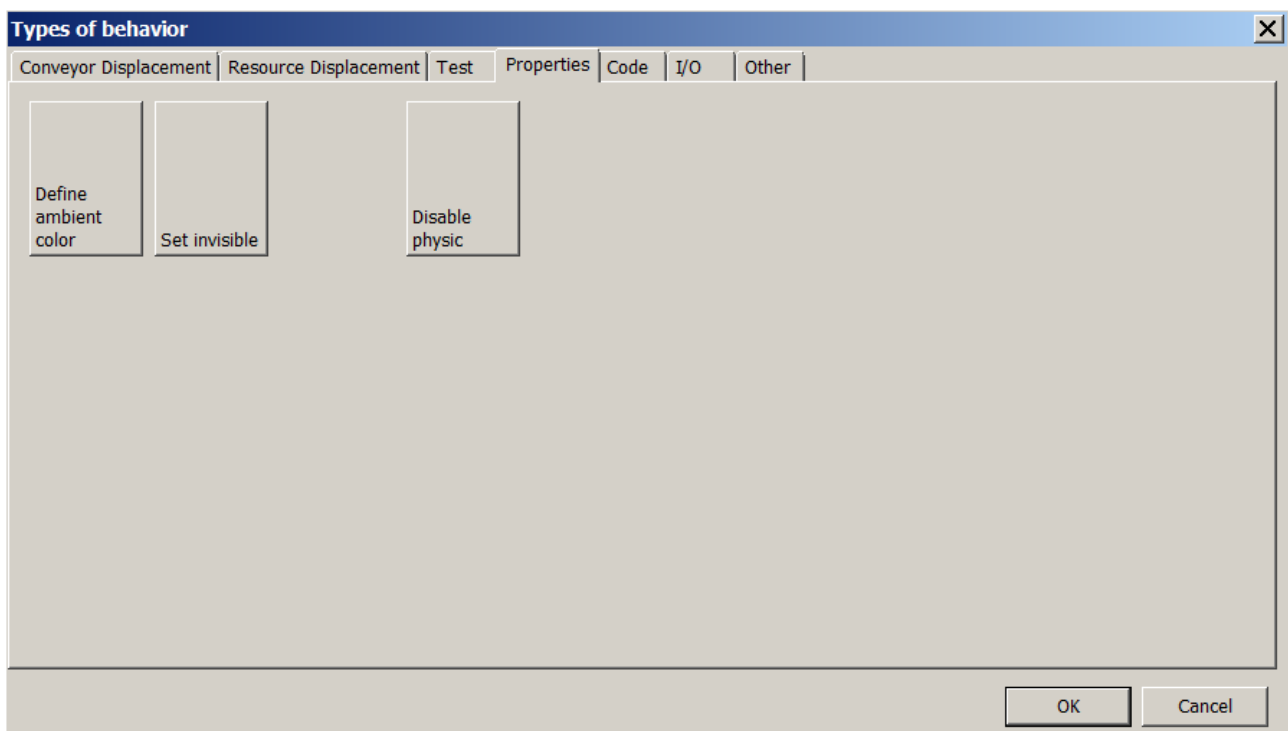 Types of behavior
Conveyor Displacement Resource Displacement Test Properties Code I/O Other
Define
ambient
color
Set invisible
Disable
physic
OK Cancel